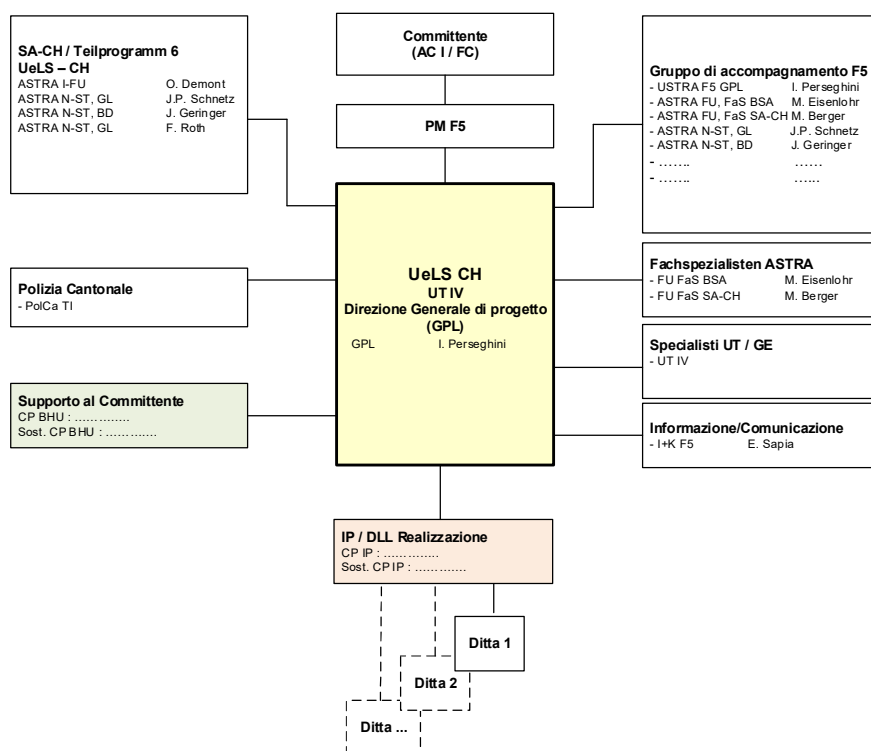 SA-CH / Teilprogramm 6
UeLS – CH
ASTRA I-FU O. Demont
ASTRA N-ST, GL J.P. Schnetz
ASTRA N-ST, BD J. Geringer
ASTRA N-ST, GL F. Roth
Committente
(AC I / FC)
PM F5
Gruppo di accompagnamento F5
- USTRA F5 GPL I. Perseghini
- ASTRA FU, FaS BSA M. Eisenlohr
- ASTRA FU, FaS SA-CH M. Berger
- ASTRA N-ST, GL J.P. Schnetz
- ASTRA N-ST, BD J. Geringer
- ....... ......
- ....... ......
Polizia Cantonale
- PolCa TI
UeLS CH
UT IV
Direzione Generale di progetto
(GPL)
GPL I. Perseghini
Fachspezialisten ASTRA
- FU FaS BSA M. Eisenlohr
- FU FaS SA-CH M. Berger
Specialisti UT / GE
- UT IV
Supporto al Committente
CP BHU : ..............
Sost. CP BHU : .............
Informazione/Comunicazione
- I+K F5 E. Sapia
IP / DLL Realizzazione
CP IP : ..............
Sost. CP IP : .............
Ditta 1
Ditta 2
Ditta ...